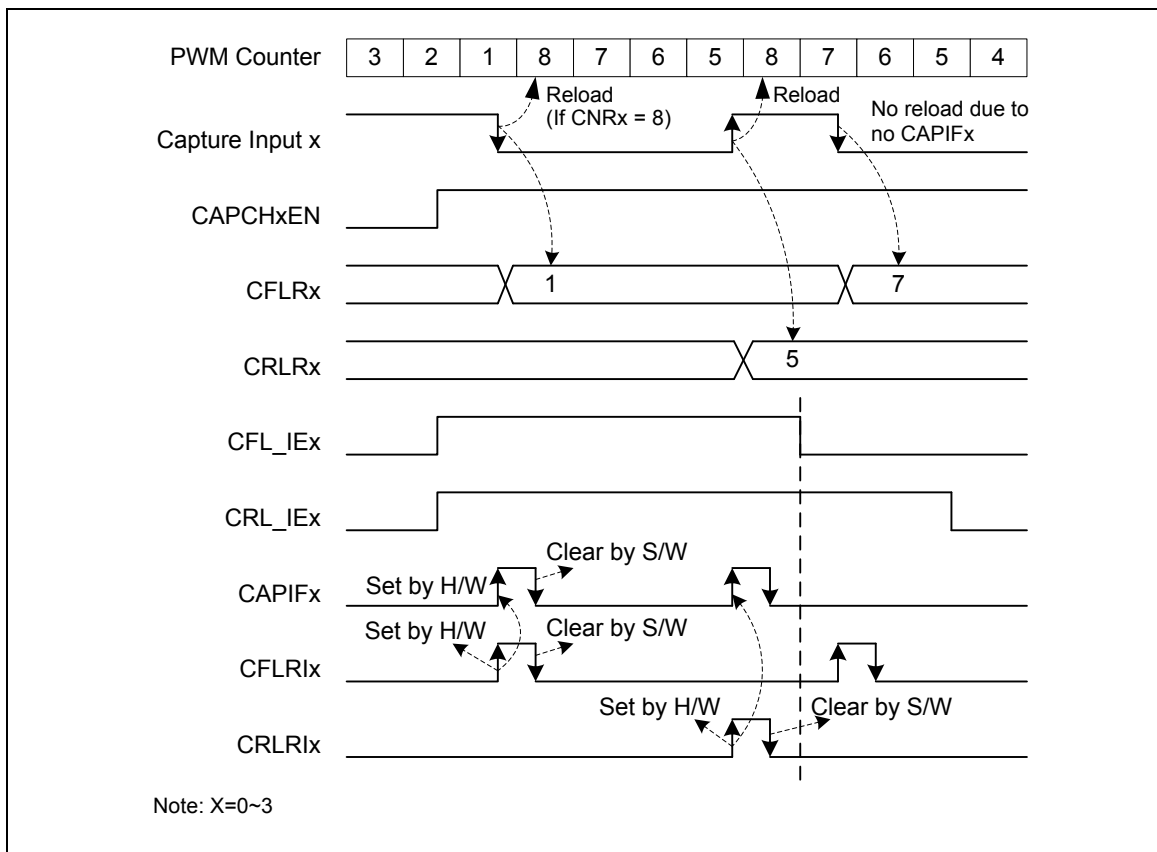 PWM Counter 3 2 1 8 7 6 5 8 7 6 5 4
Reload
(If CNRx = 8)
Reload
No reload due to
no CAPIFx
Capture Input x
CAPCHxEN
CFLRx 1 7
CRLRx 5
CFL_IEx
CRL_IEx
Clear by S/W
CAPIFx Set by H/W
Set by H/W Clear by S/W
CFLRIx
Set by H/W Clear by S/W
CRLRIx
Note: X=0~3